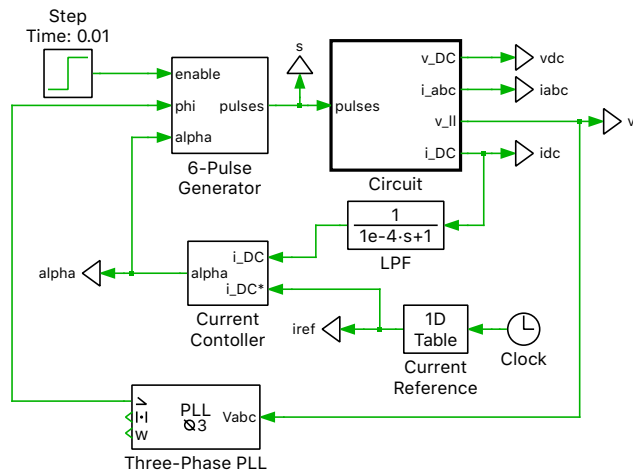 Step
Time: 0.01
enable
phi
alpha
pulses
6-Pulse
Generator
s
pulses
v_DC
i_abc
v_ll
i_DC
Circuit
vdc
iabc
v
idc
1
1e-4·s+1
LPF
alpha
alpha
i_DC
i_DC*
Current
Contoller
iref
1D
Table
Current
Reference
Clock
∠
|•|
w
PLL
Ø3
Vabc
Three-Phase PLL